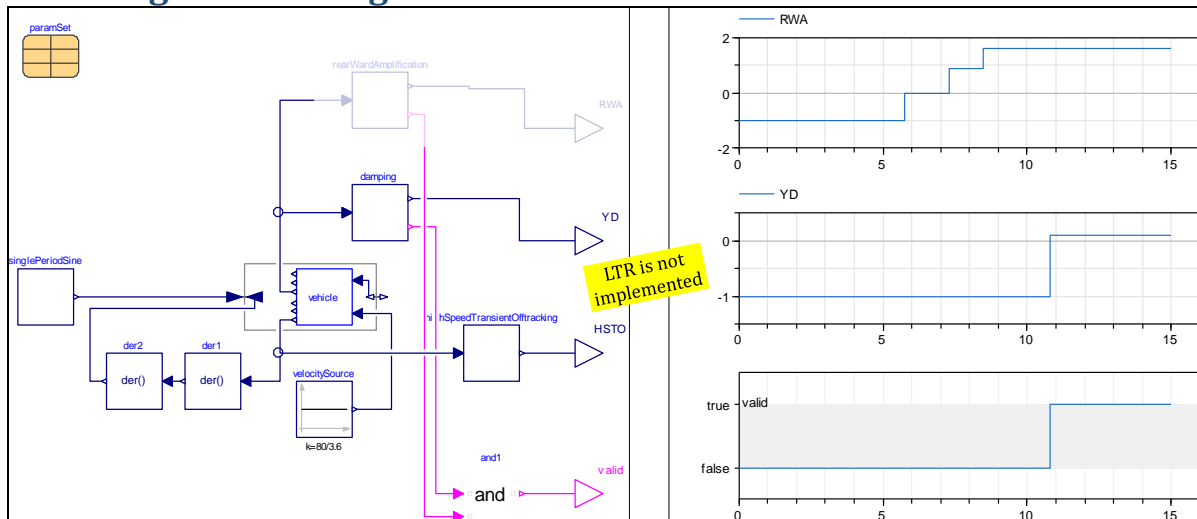 paramSet
rearWardAmplification
RWA
damping
YD
singlePeriodSine
vehicle
LTR is not
implemented
hSpeedTransientOfftracking
HSTO
der2
der1
der()
der()
velocitySource
k=80/3.6
and1
and
valid
RWA
2
0
-2
0
5
10
15
YD
0
-1
0
5
10
15
valid
true
false
0
5
10
15